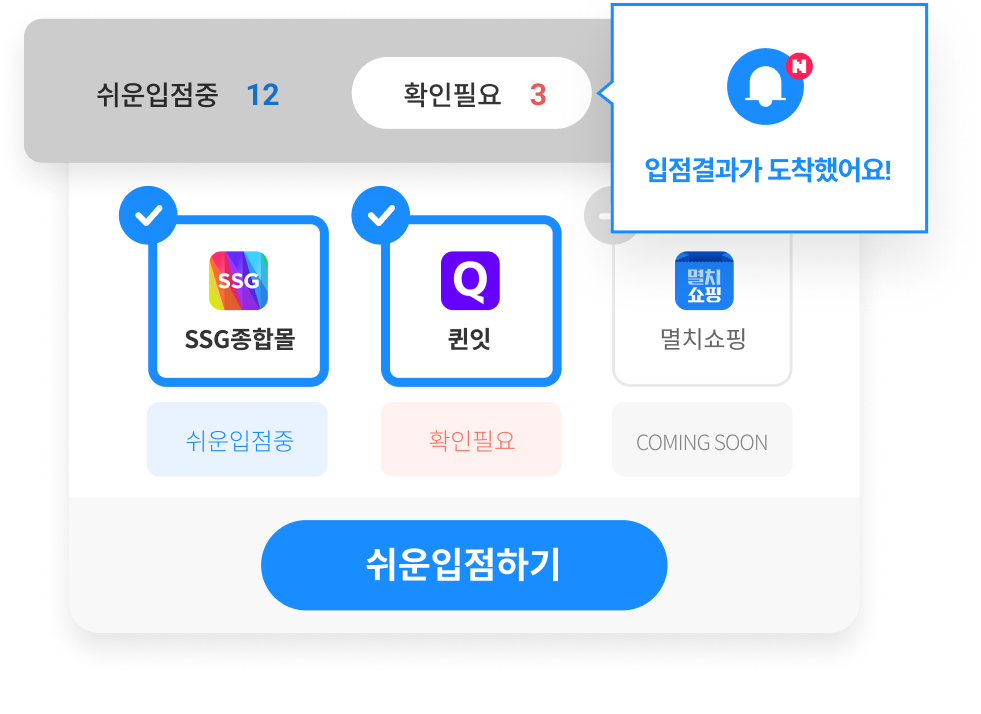 쉬운입점중 12
확인필요 3
N
입점결과가 도착했어요!
SSG
SSG종합몰
쉬운입점중
Q
퀸잇
확인필요
멸치
쇼핑
멸치쇼핑
COMING SOON
쉬운입점하기